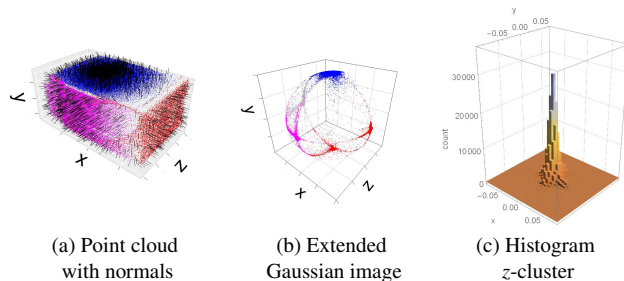 y
x
z
y
x
z
y
−0.05 0.00 0.05
30000
20000
10000
0
count
−0.05
0.00
0.05
x
(a) Point cloud
with normals
(b) Extended
Gaussian image
(c) Histogram
z-cluster